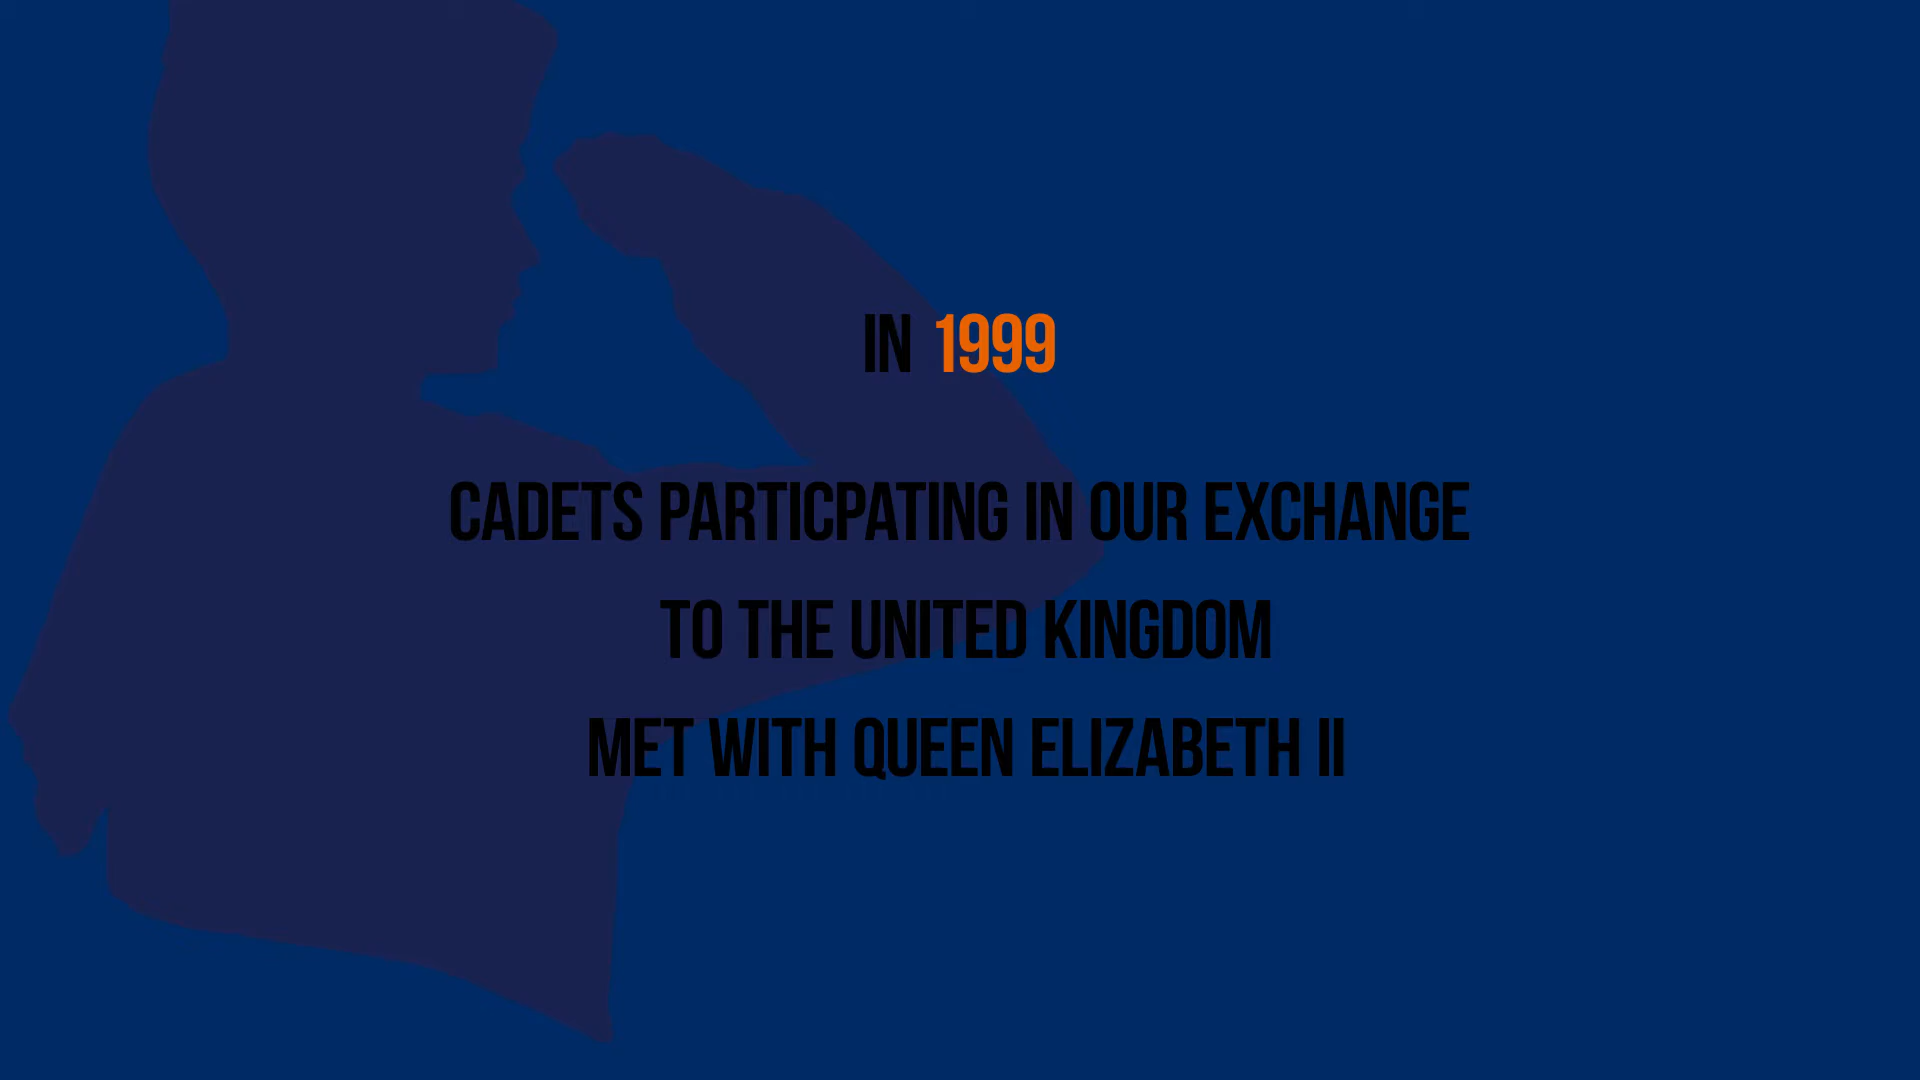 IN 1999
CADETS PARTICPATING IN OUR EXCHANGE
TO THE UNITED KINGDOM
MET WITH QUEEN ELIZABETH II